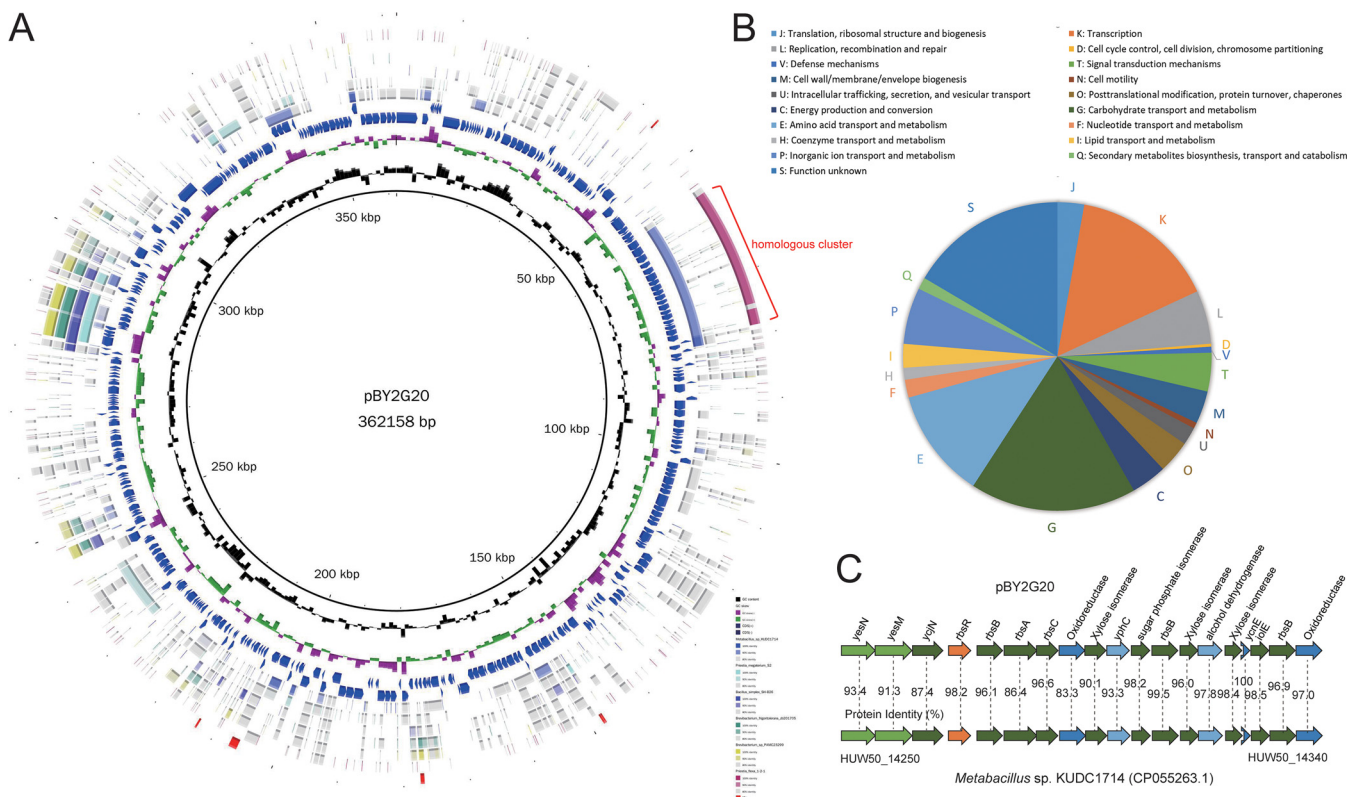 A
350 kbp
50 kbp
homologous cluster
300 kbp
pBY2G20
362158 bp
100 kbp
250 kbp
150 kbp
200 kbp
GC content
Metabacillus_sp_KUDC1714
B
J: Translation, ribosomal structure and biogenesis
K: Transcription
L: Replication, recombination and repair
D: Cell cycle control, cell division, chromosome partitioning
V: Defense mechanisms
T: Signal transduction mechanisms
M: Cell wall/membrane/envelope biogenesis
N: Cell motility
U: Intracellular trafficking, secretion, and vesicular transport
O: Posttranslational modification, protein turnover, chaperones
C: Energy production and conversion
G: Carbohydrate transport and metabolism
E: Amino acid transport and metabolism
F: Nucleotide transport and metabolism
H: Coenzyme transport and metabolism
I: Lipid transport and metabolism
P: Inorganic ion transport and metabolism
Q: Secondary metabolites biosynthesis, transport and catabolism
S: Function unknown
J
S
K
Q
P
L
D
V
I
T
H
F
M
N
U
E
O
C
G
C
pBY2G20
yesN
yesM
ycjN
rbsR
rbsB
rbsA
rbsC
Oxidoreductase
Xylose isomerase
yphC
sugar phosphate isomerase
rbsB
Xylose isomerase
alcohol dehydrogenase
Xylose isomerase
ycnE
iolE
rbsB
Oxidoreductase
93.4 91.3 87.4 98.2 96.1 86.4 96.6 83.3 90.1 93.3 98.2 99.5 96.0 97.8 98.4 100 98.5 96.9 97.0
Protein Identity (%)
HUW50_14250
HUW50_14340
Metabacillus sp. KUDC1714 (CP055263.1)